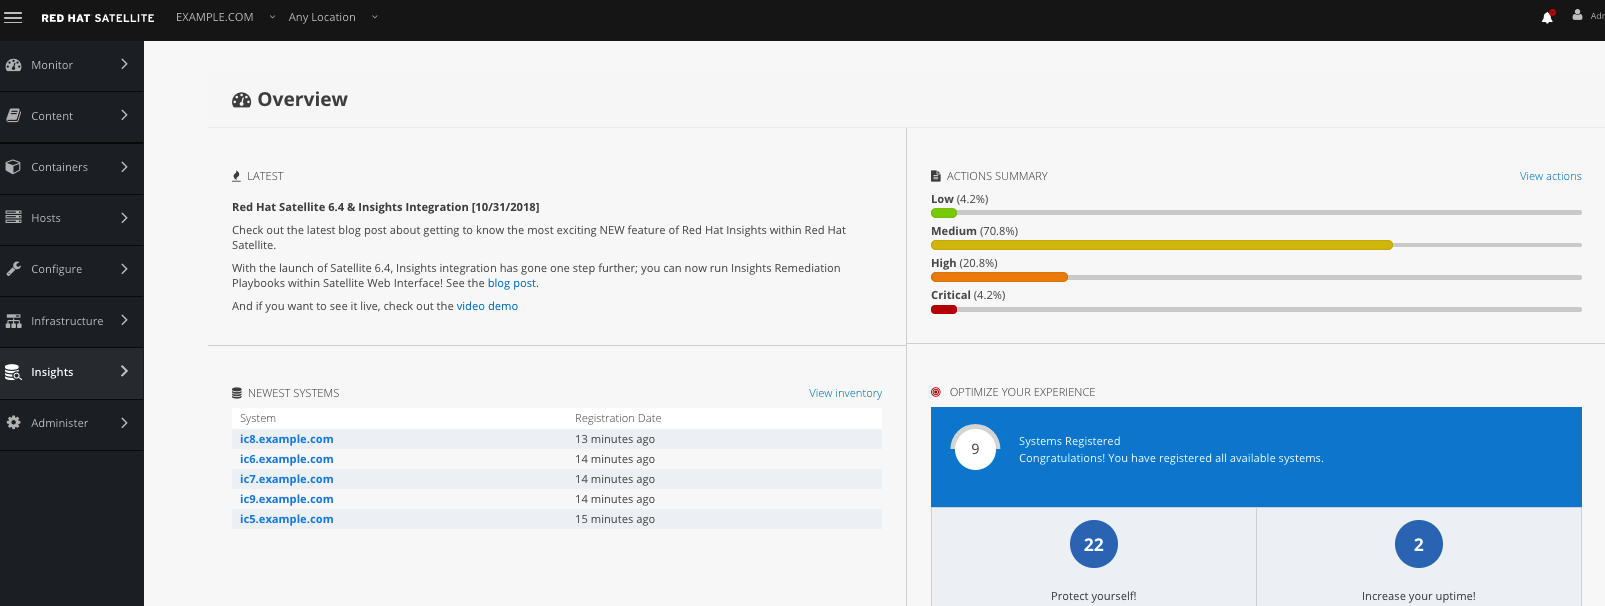 RED HAT SATELLITE EXAMPLE.COM Any Location
Monitor
Content
Containers
Hosts
Configure
Infrastructure
Insights
Administer
Overview
LATEST
Red Hat Satellite 6.4 & Insights Integration [10/31/2018]
Check out the latest blog post about getting to know the most exciting NEW feature of Red Hat Insights within Red Hat
Satellite.
With the launch of Satellite 6.4, Insights integration has gone one step further; you can now run Insights Remediation
Playbooks within Satellite Web Interface! See the blog post.
And if you want to see it live, check out the video demo
ACTIONS SUMMARY View actions
Low (4.2%)
Medium (70.8%)
High (20.8%)
Critical (4.2%)
NEWEST SYSTEMS View inventory
System Registration Date
ic8.example.com 13 minutes ago
ic6.example.com 14 minutes ago
ic7.example.com 14 minutes ago
ic9.example.com 14 minutes ago
ic5.example.com 15 minutes ago
OPTIMIZE YOUR EXPERIENCE
9
Systems Registered
Congratulations! You have registered all available systems.
22
Protect yourself!
2
Increase your uptime!